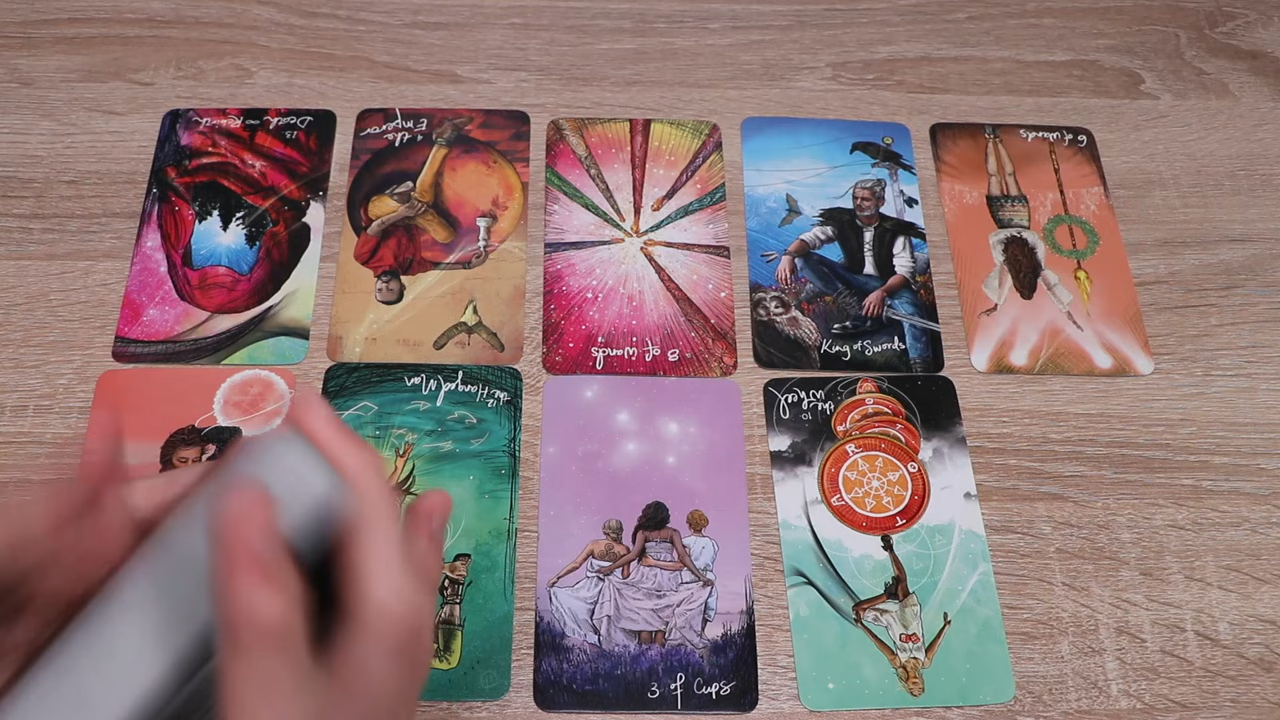 13
Death ∞ Rebirth
4 the
Emperor
8 of wands
King of Swords
6 of wands
12
the Hanged Man
3 of Cups
10
the
Wheel
T A R O
T A R O T